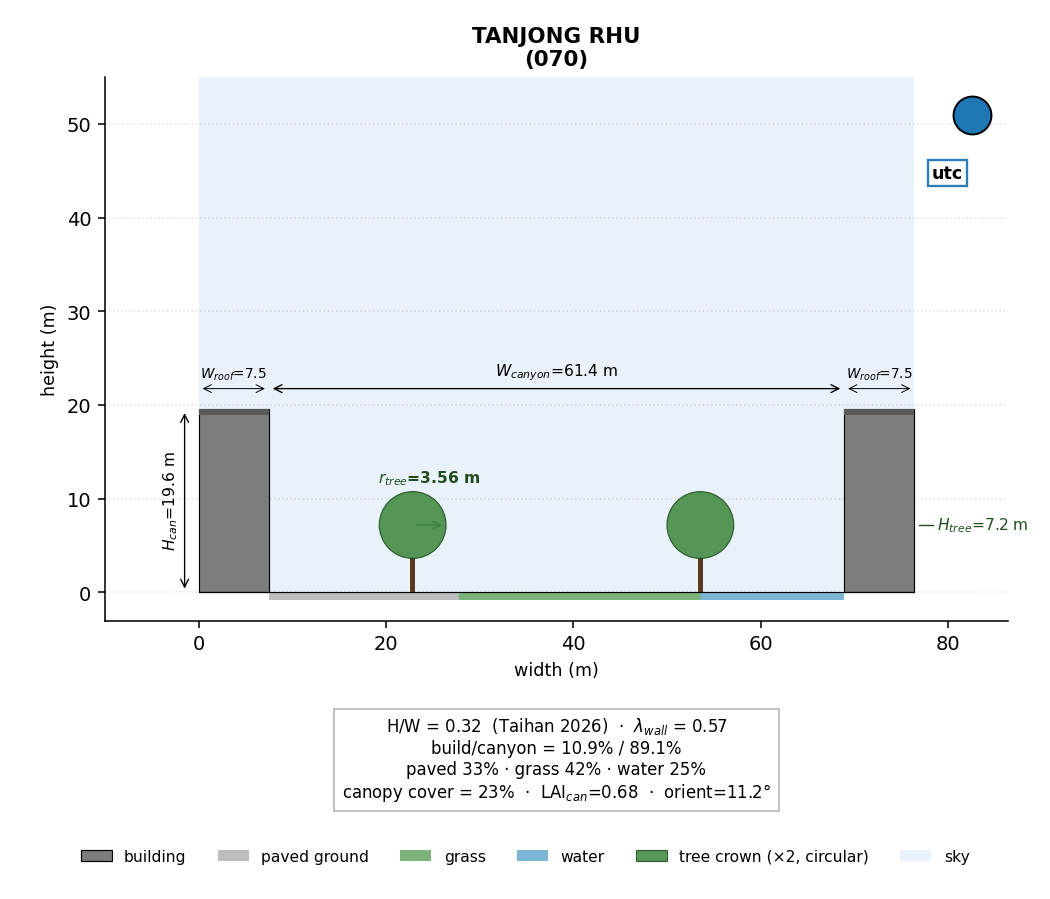 TANJONG RHU
(070)
50
40
30
20
10
0
height (m)
utc
W_roof=7.5
W_canyon=61.4 m
W_roof=7.5
H_can=19.6 m
r_tree=3.56 m
H_tree=7.2 m
0 20 40 60 80
width (m)
H/W = 0.32 (Taihan 2026) · λ_wall = 0.57
build/canyon = 10.9% / 89.1%
paved 33% · grass 42% · water 25%
canopy cover = 23% · LAI_can=0.68 · orient=11.2°
building paved ground grass water tree crown (×2, circular) sky